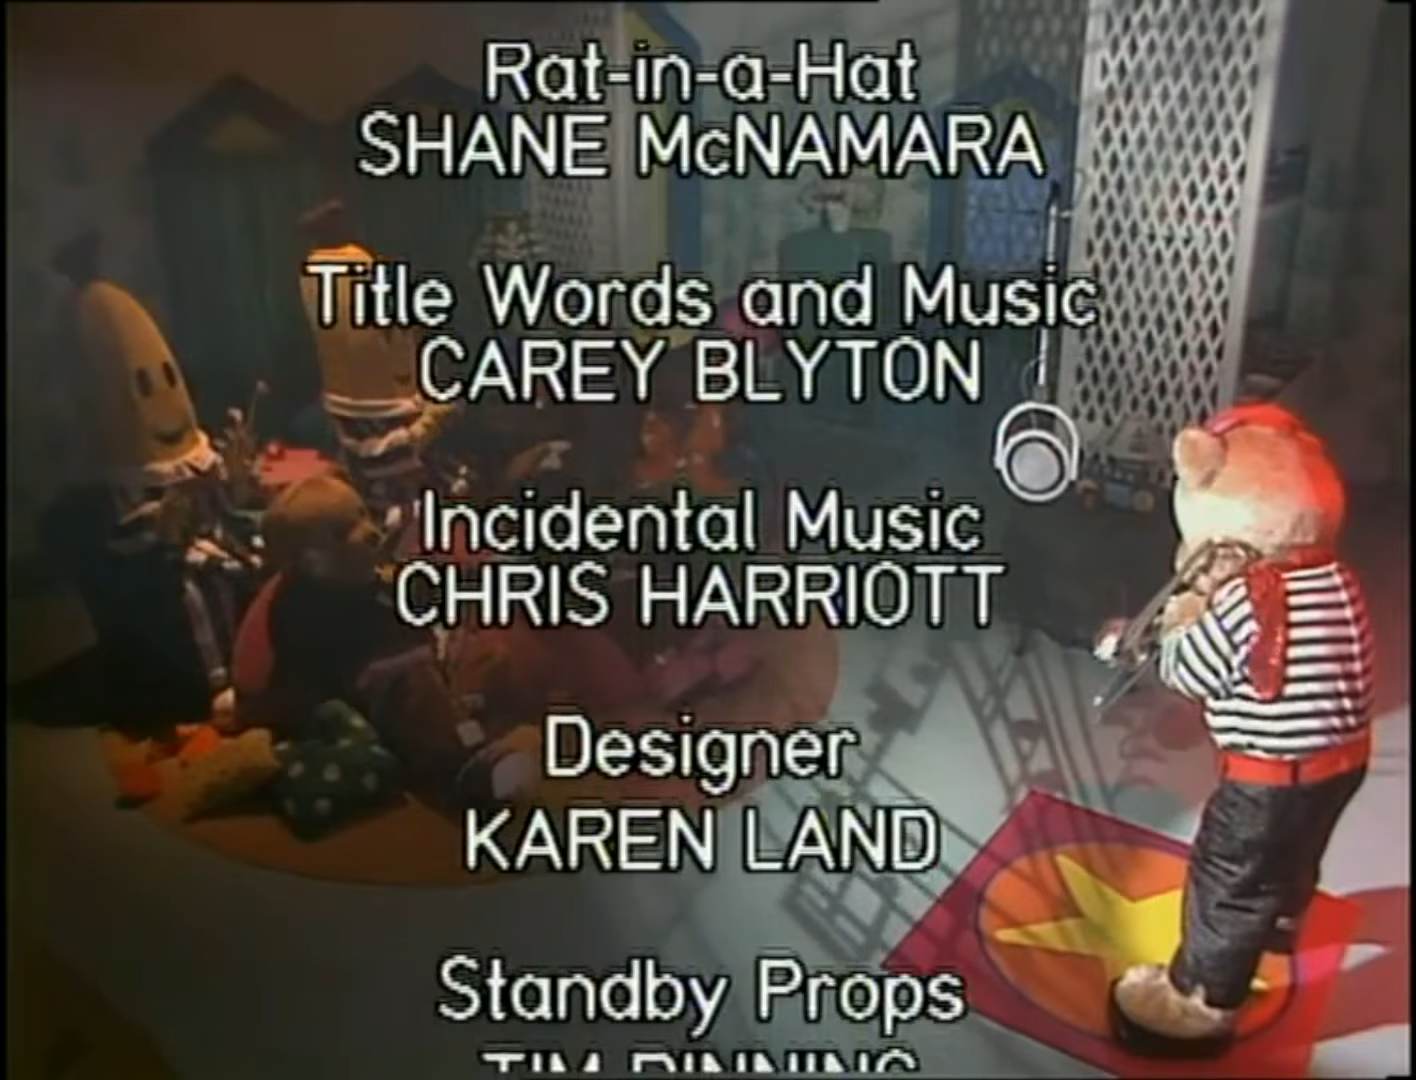 Rat-in-a-Hat
SHANE McNAMARA
Title Words and Music
CAREY BLYTON
Incidental Music
CHRIS HARRIOTT
Designer
KAREN LAND
Standby Props